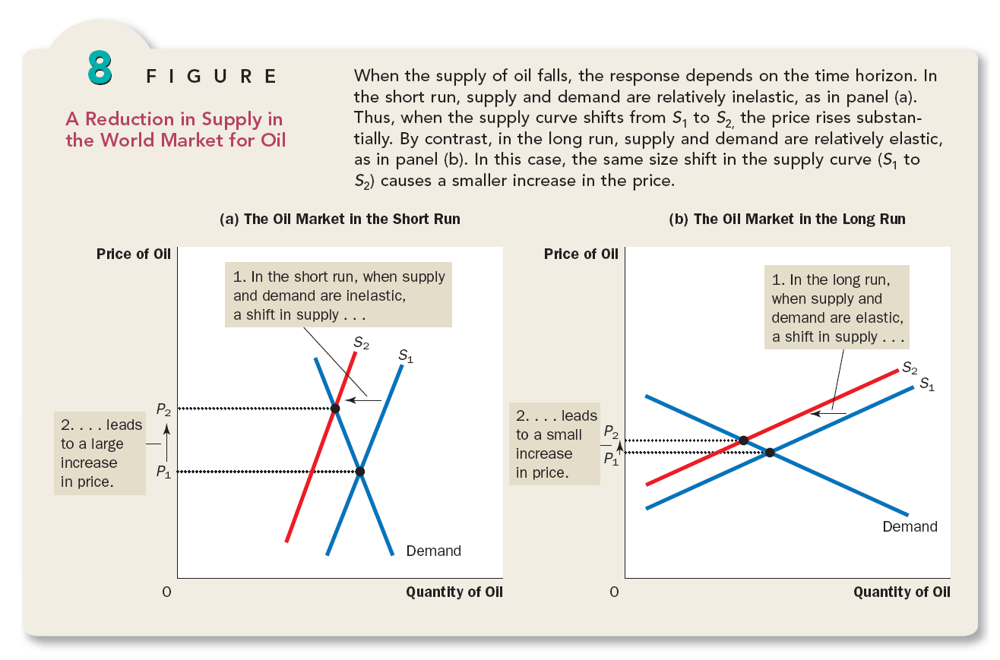 8 FIGURE
A Reduction in Supply in
the World Market for Oil
When the supply of oil falls, the response depends on the time horizon. In
the short run, supply and demand are relatively inelastic, as in panel (a).
Thus, when the supply curve shifts from S₁ to S₂, the price rises substan-
tially. By contrast, in the long run, supply and demand are relatively elastic,
as in panel (b). In this case, the same size shift in the supply curve (S₁ to
S₂) causes a smaller increase in the price.
(a) The Oil Market in the Short Run
Price of Oil
1. In the short run, when supply
and demand are inelastic,
a shift in supply . . .
S₂
S₁
P₂
2. . . . leads
to a large
increase
in price.
P₁
Demand
0
Quantity of Oil
(b) The Oil Market in the Long Run
Price of Oil
1. In the long run,
when supply and
demand are elastic,
a shift in supply . . .
S₂
S₁
2. . . . leads
to a small
increase
in price.
P₂
P₁
Demand
0
Quantity of Oil